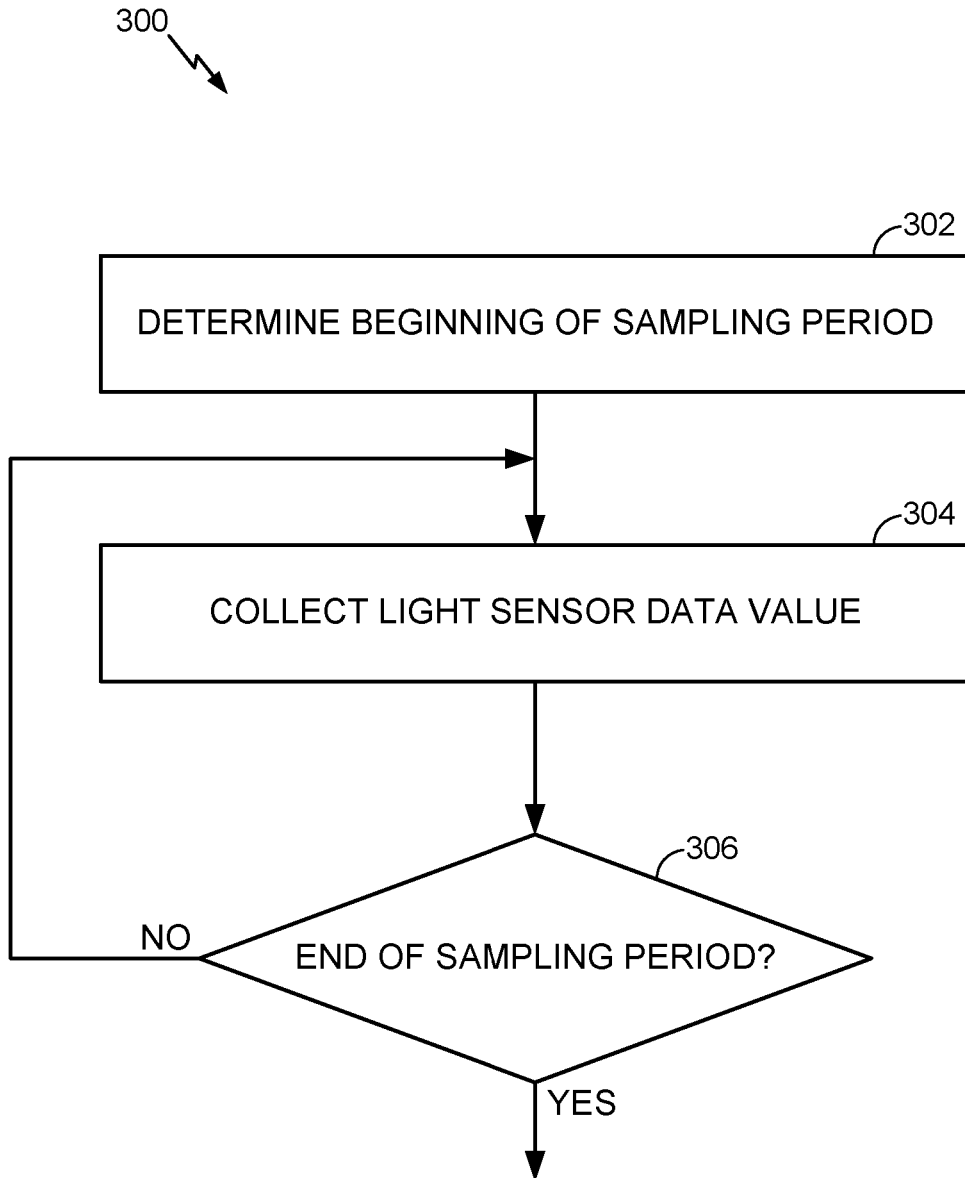 300
302
DETERMINE BEGINNING OF SAMPLING PERIOD
304
COLLECT LIGHT SENSOR DATA VALUE
306
NO
END OF SAMPLING PERIOD?
YES